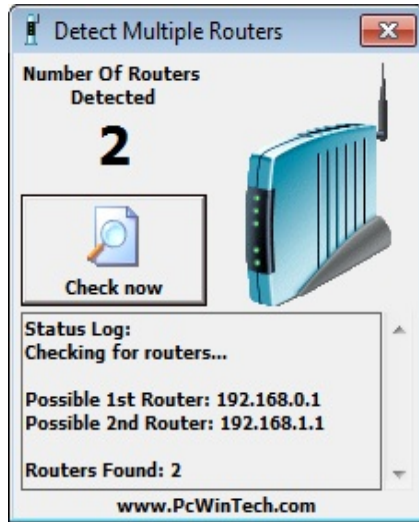 Detect Multiple Routers
Number Of Routers
Detected
2
Check now
Status Log:
Checking for routers...
Possible 1st Router: 192.168.0.1
Possible 2nd Router: 192.168.1.1
Routers Found: 2
www.PcWinTech.com